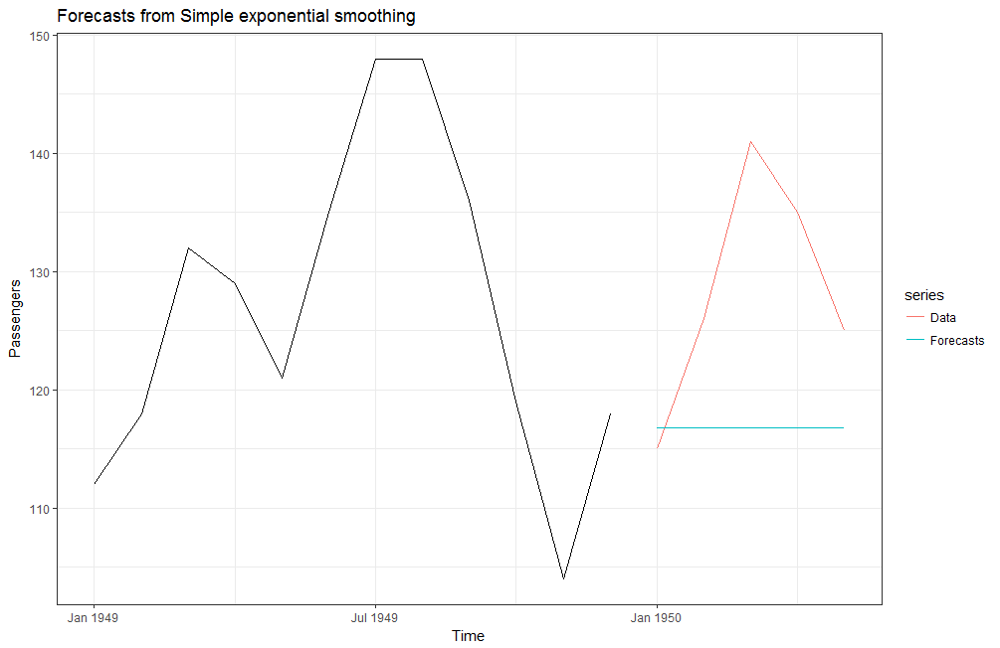 Forecasts from Simple exponential smoothing
150
140
130
120
110
Passengers
Jan 1949
Jul 1949
Jan 1950
Time
series
Data
Forecasts